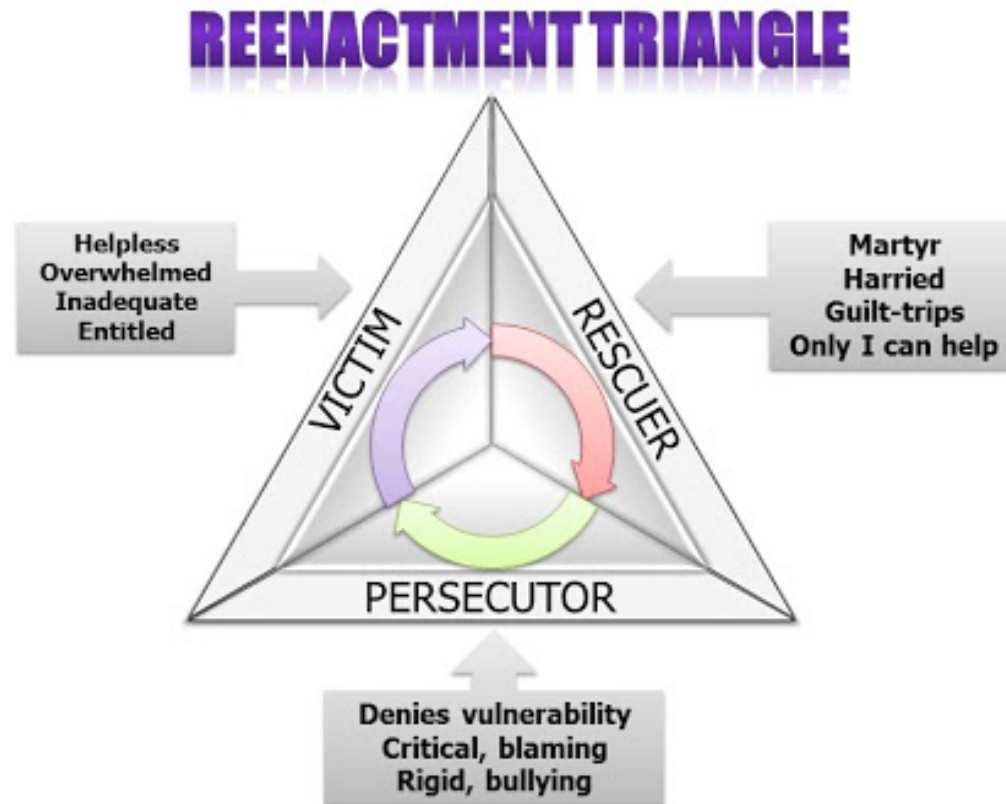 REENACTMENT TRIANGLE
Helpless
Overwhelmed
Inadequate
Entitled
Martyr
Harried
Guilt-trips
Only I can help
VICTIM
RESCUER
PERSECUTOR
Denies vulnerability
Critical, blaming
Rigid, bullying